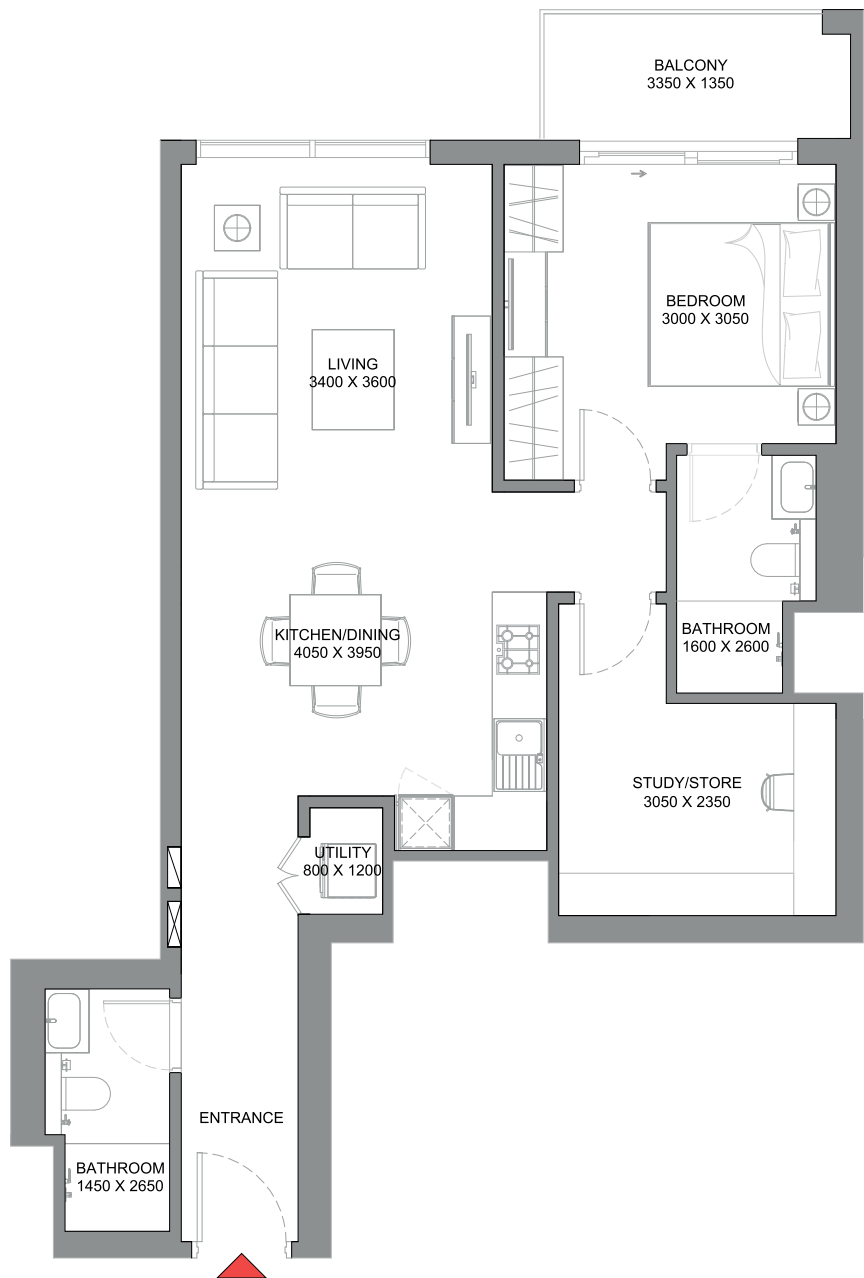 BALCONY
3350 X 1350
BEDROOM
3000 X 3050
LIVING
3400 X 3600
KITCHEN/DINING
4050 X 3950
BATHROOM
1600 X 2600
STUDY/STORE
3050 X 2350
UTILITY
800 X 1200
ENTRANCE
BATHROOM
1450 X 2650